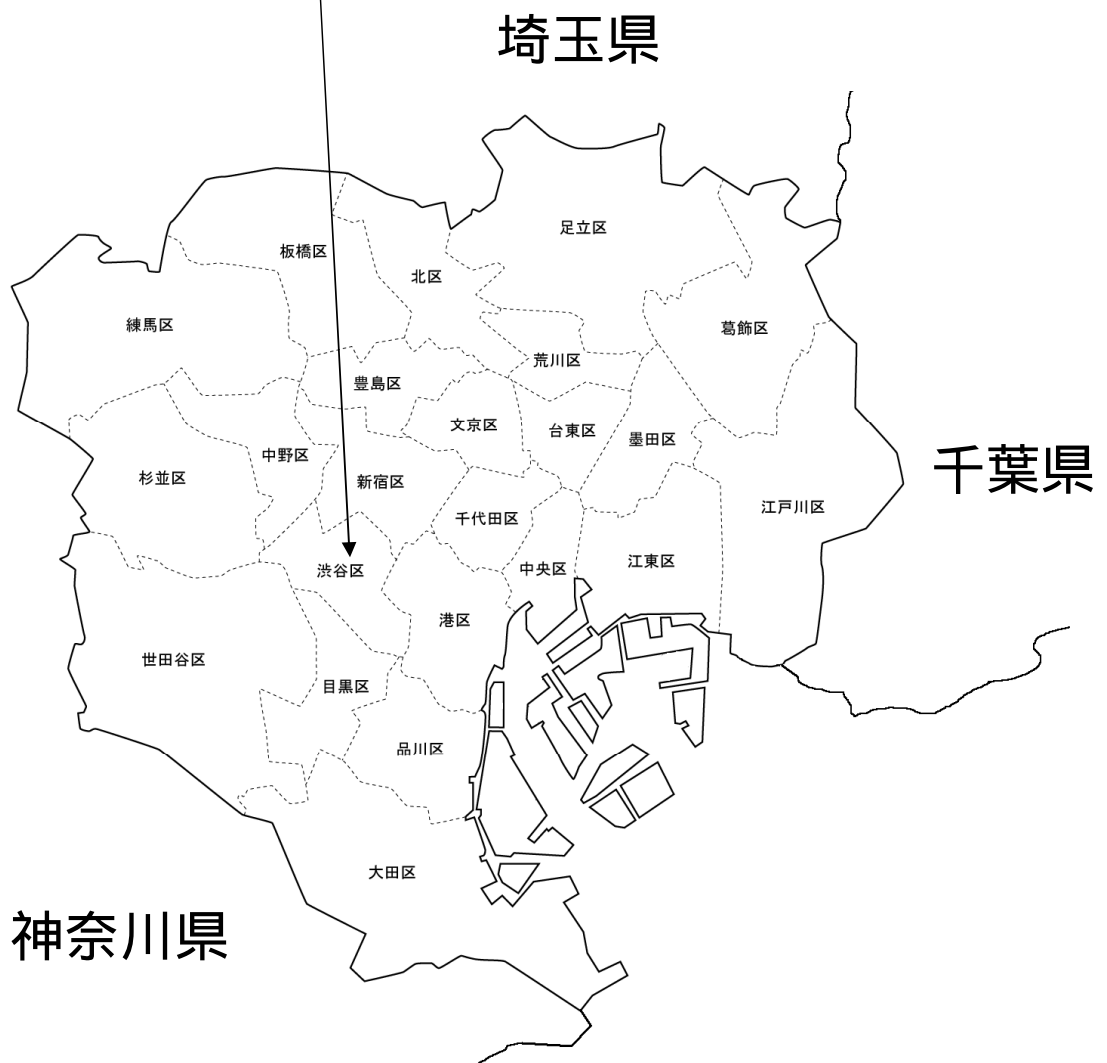 埼玉県
足立区
板橋区
北区
練馬区
葛飾区
荒川区
豊島区
文京区
台東区
墨田区
中野区
杉並区
新宿区
千葉県
江戸川区
千代田区
江東区
中央区
渋谷区
港区
世田谷区
目黒区
品川区
大田区
神奈川県